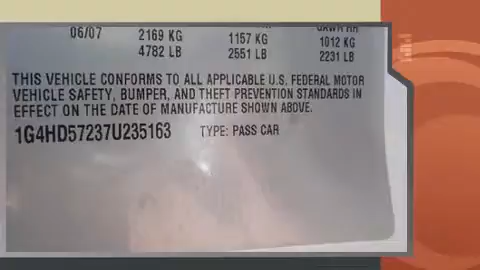 06/07 2169 KG 1157 KG 1012 KG
4782 LB 2551 LB 2231 LB
THIS VEHICLE CONFORMS TO ALL APPLICABLE U.S. FEDERAL MOTOR
VEHICLE SAFETY, BUMPER, AND THEFT PREVENTION STANDARDS IN
EFFECT ON THE DATE OF MANUFACTURE SHOWN ABOVE.
1G4HD57237U235163 TYPE: PASS CAR